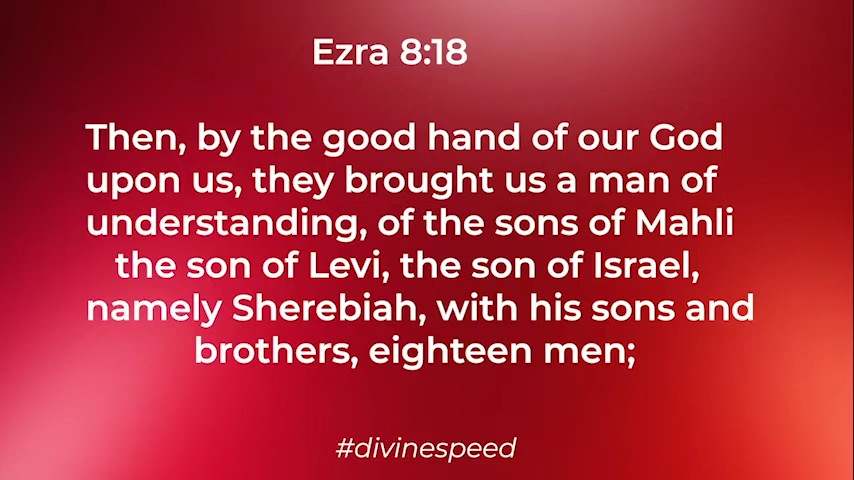 Ezra 8:18
Then, by the good hand of our God
upon us, they brought us a man of
understanding, of the sons of Mahli
the son of Levi, the son of Israel,
namely Sherebiah, with his sons and
brothers, eighteen men;
#divinespeed